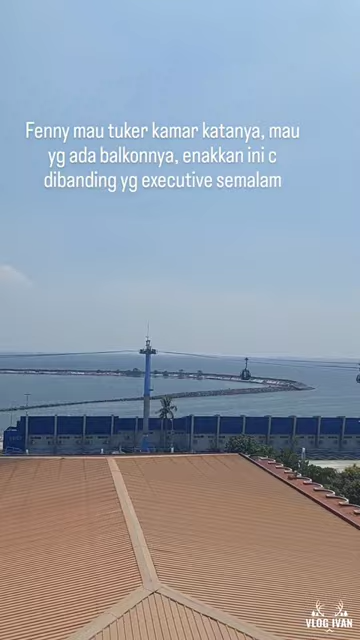 Fenny mau tuker kamar katanya, mau
yg ada balkonnya, enakkan ini c
dibanding yg executive semalam
VLOG IVAN